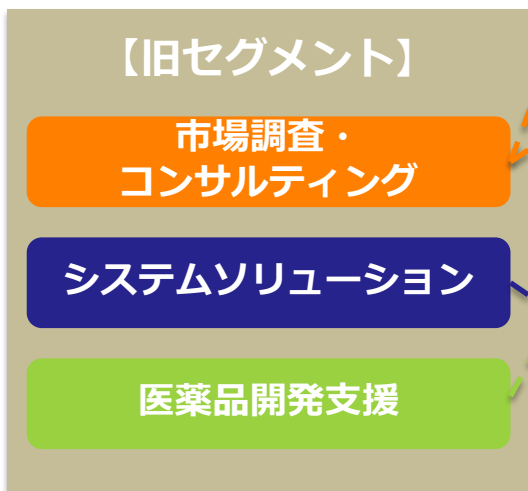 【旧セグメント】
市場調査・
コンサルティング
システムソリューション
医薬品開発支援